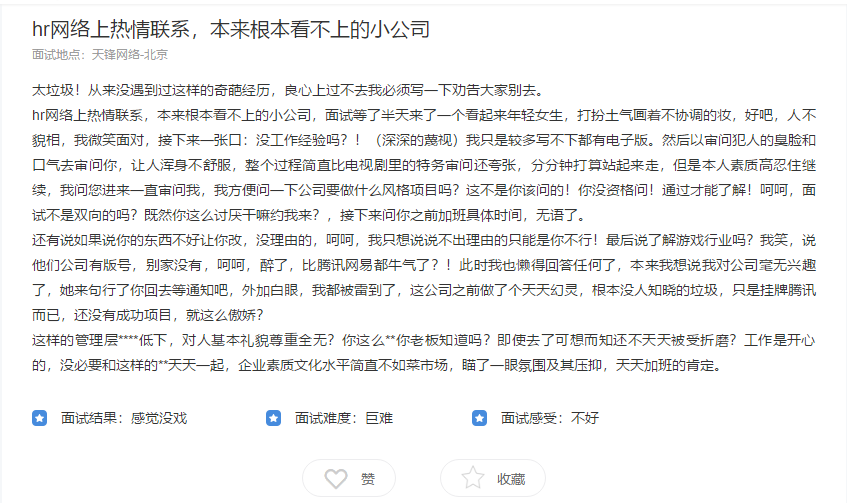 hr网络上热情联系，本来根本看不上的小公司
面试地点：天锋网络-北京
太垃圾！从来没遇到过这样的奇葩经历，良心上过不去我必须写一下劝告大家别去。
hr网络上热情联系，本来根本看不上的小公司，面试等了半天来了一个看起来年轻女生，打扮土气画着不协调的妆，好吧，人不
貌相，我微笑面对，接下来一张口：没工作经验吗？！（深深的蔑视）我只是较多写不下都有电子版。然后以审问犯人的臭脸和
口气去审问你，让人浑身不舒服，整个过程简直比电视剧里的特务审问还夸张，分分钟打算站起来走，但是本人素质高忍住继
续，我问您进来一直审问我，我方便问一下公司要做什么风格项目吗？这不是你该问的！你没资格问！通过才能了解！呵呵，面
试不是双向的吗？既然你这么讨厌干嘛约我来？，接下来问你之前加班具体时间，无语了。
还有说如果说你的东西不好让你改，没理由的，呵呵，我只想说说不出理由的只能是你不行！最后说了解游戏行业吗？我笑，说
他们公司有版号，别家没有，呵呵，醉了，比腾讯网易都牛气了？！此时我也懒得回答任何了，本来我想说我对公司毫无兴趣
了，她来句行了你回去等通知吧，外加白眼，我都被雷到了，这公司之前做了个天天幻灵，根本没人知晓的垃圾，只是挂牌腾讯
而已，还没有成功项目，就这么傲娇？
这样的管理层****低下，对人基本礼貌尊重全无？你这么**你老板知道吗？即使去了可想而知还不天天被受折磨？工作是开心
的，没必要和这样的**天天一起，企业素质文化水平简直不如菜市场，瞄了一眼氛围及其压抑，天天加班的肯定。
面试结果：感觉没戏 面试难度：巨难 面试感受：不好
赞 收藏